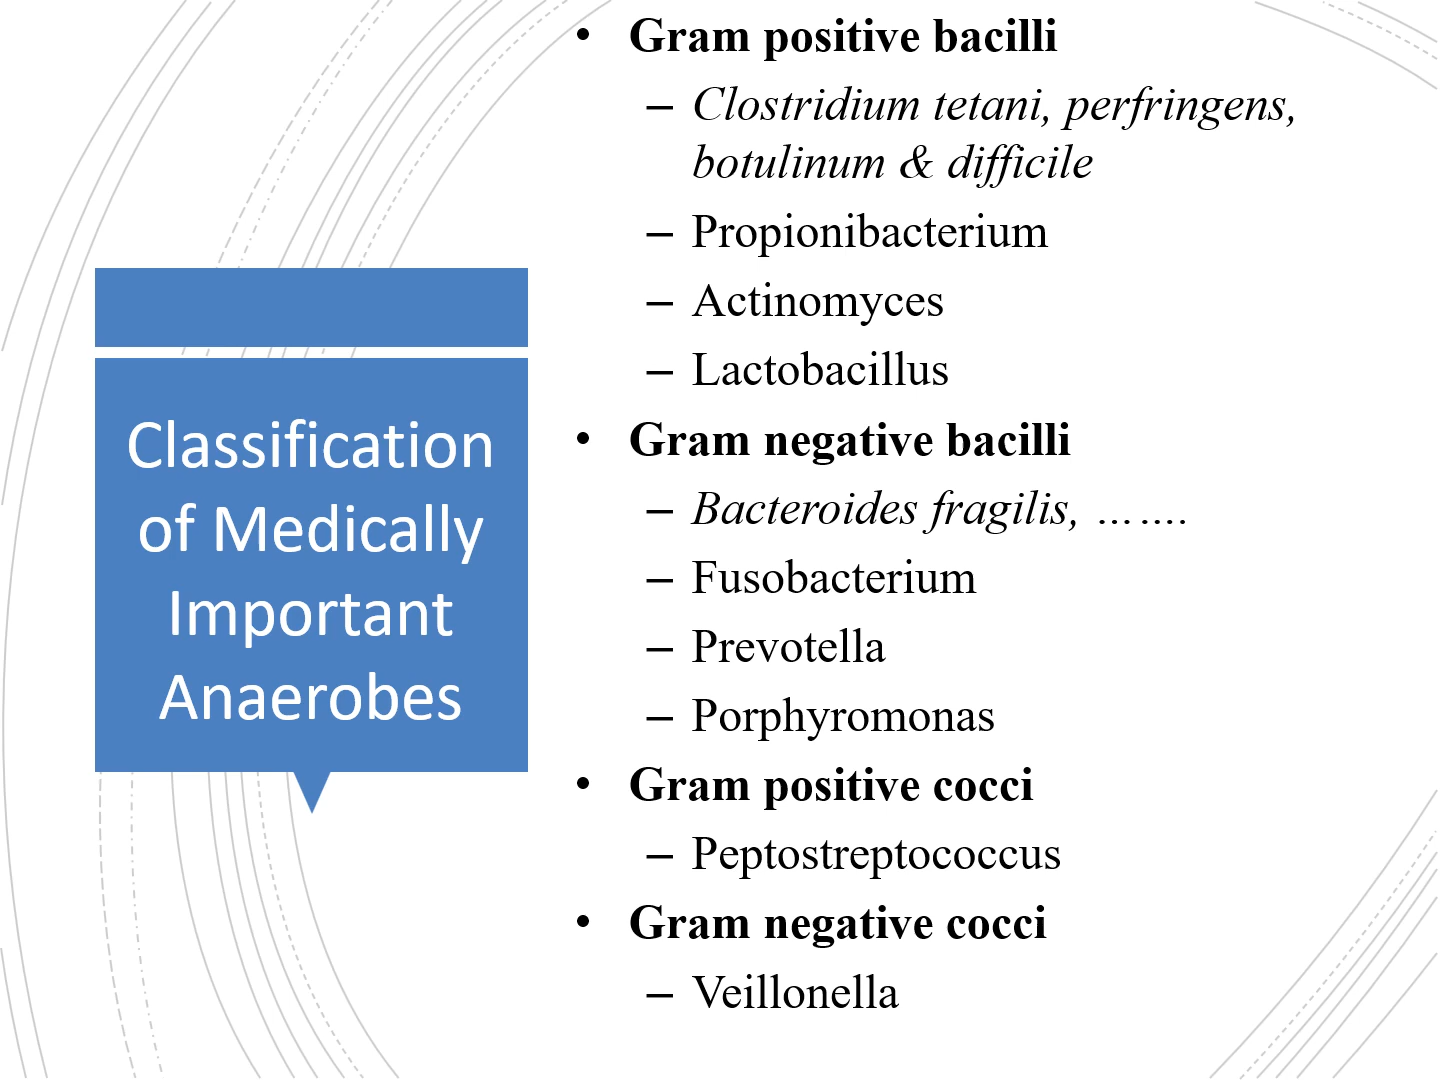 Classification
of Medically
Important
Anaerobes
• Gram positive bacilli
– Clostridium tetani, perfringens,
botulinum & difficile
– Propionibacterium
– Actinomyces
– Lactobacillus
• Gram negative bacilli
– Bacteroides fragilis, …….
– Fusobacterium
– Prevotella
– Porphyromonas
• Gram positive cocci
– Peptostreptococcus
• Gram negative cocci
– Veillonella